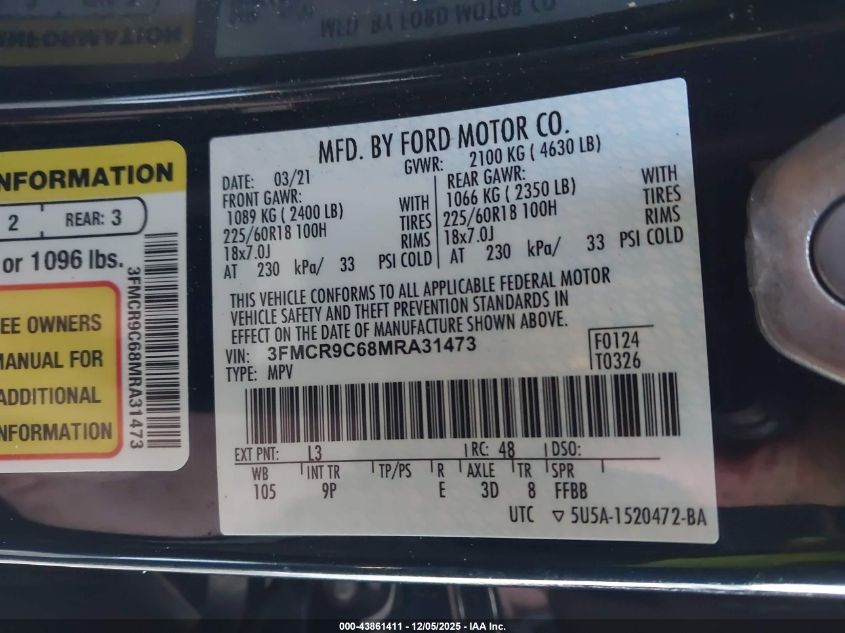 MFD. BY FORD MOTOR CO
INFORMATION
MFD. BY FORD MOTOR CO.
DATE: 03/21 GVWR: 2100 KG ( 4630 LB)
FRONT GAWR: REAR GAWR:
1089 KG ( 2400 LB) WITH 1066 KG ( 2350 LB) WITH
225/60R18 100H TIRES 225/60R18 100H TIRES
18x7.0J RIMS 18x7.0J RIMS
AT 230 kPa/ 33 PSI COLD AT 230 kPa/ 33 PSI COLD
THIS VEHICLE CONFORMS TO ALL APPLICABLE FEDERAL MOTOR
VEHICLE SAFETY AND THEFT PREVENTION STANDARDS IN
EFFECT ON THE DATE OF MANUFACTURE SHOWN ABOVE.
VIN: 3FMCR9C68MRA31473
TYPE: MPV
F0124
T0326
EXT PNT: L3 RC: 48 DSO:
WB INT TR TP/PS R AXLE TR SPR
105 9P E 3D 8 FFBB
UTC ▽ 5U5A-1520472-BA
NFORMATION
2 REAR: 3
or 1096 lbs.
EE OWNERS
MANUAL FOR
ADDITIONAL
NFORMATION
3FMCR9C68MRA31473
000-43861411 - 12/05/2025 - IAA Inc.